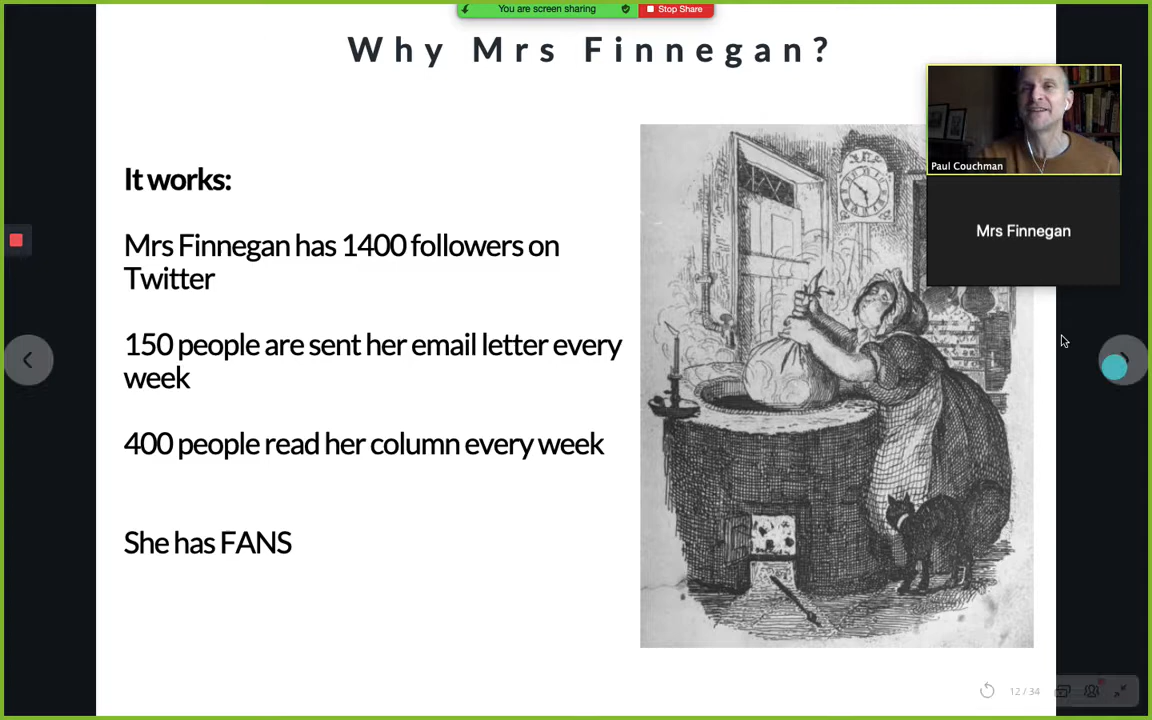 You are screen sharing
Stop Share
Why Mrs Finnegan?
Paul Couchman
Mrs Finnegan
It works:
Mrs Finnegan has 1400 followers on
Twitter
150 people are sent her email letter every
week
400 people read her column every week
She has FANS
12 / 34